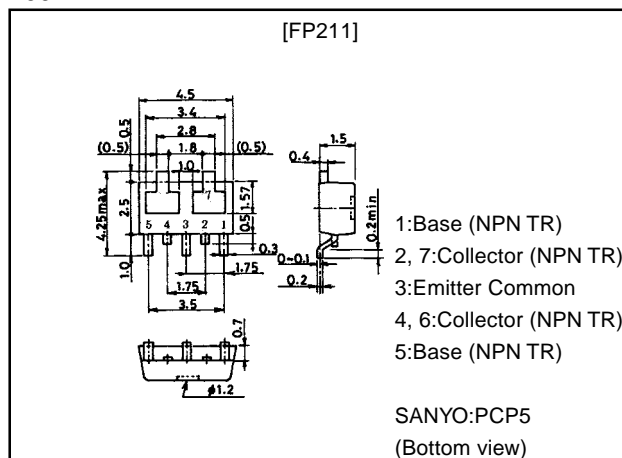 [FP211]
4.5
3.4
2.8
1.8
1.0
(0.5)
(0.5)
0.5
4.25max
2.5
1.0
7
1.57
0.5
5 4 3 2 1
0.3
1.75
1.75
3.5
0.7
ø1.2
1.5
0.4
0.2min
0~0.1
0.2
1:Base (NPN TR)
2, 7:Collector (NPN TR)
3:Emitter Common
4, 6:Collector (NPN TR)
5:Base (NPN TR)
SANYO:PCP5
(Bottom view)